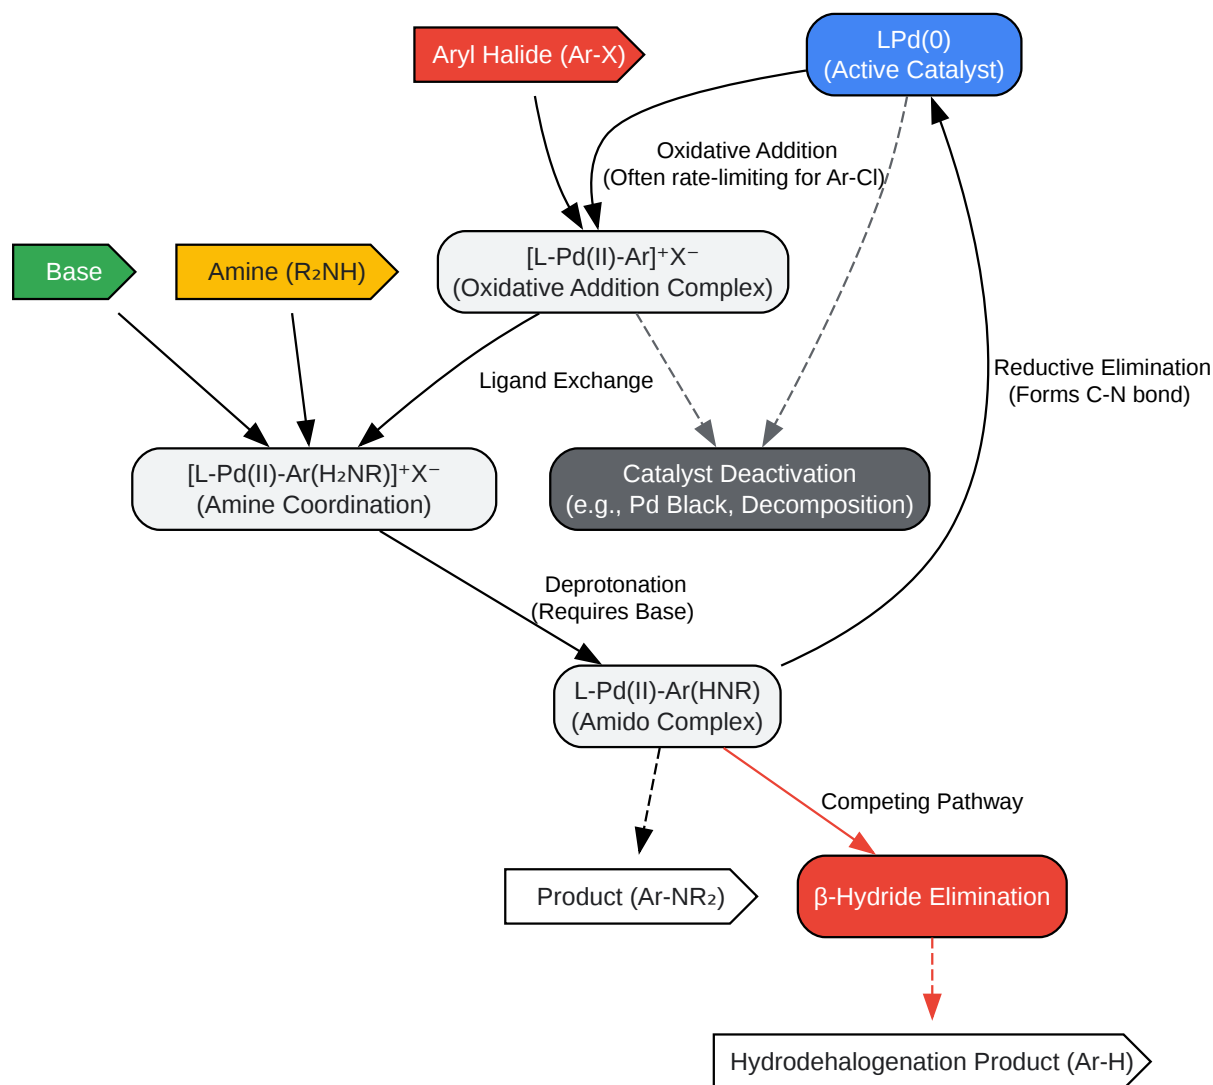 Aryl Halide (Ar-X)
LPd(0)
(Active Catalyst)
Oxidative Addition
(Often rate-limiting for Ar-Cl)
Base
Amine (R₂NH)
[L-Pd(II)-Ar]⁺X⁻
(Oxidative Addition Complex)
Ligand Exchange
Reductive Elimination
(Forms C-N bond)
[L-Pd(II)-Ar(H₂NR)]⁺X⁻
(Amine Coordination)
Catalyst Deactivation
(e.g., Pd Black, Decomposition)
Deprotonation
(Requires Base)
L-Pd(II)-Ar(HNR)
(Amido Complex)
Competing Pathway
Product (Ar-NR₂)
β-Hydride Elimination
Hydrodehalogenation Product (Ar-H)